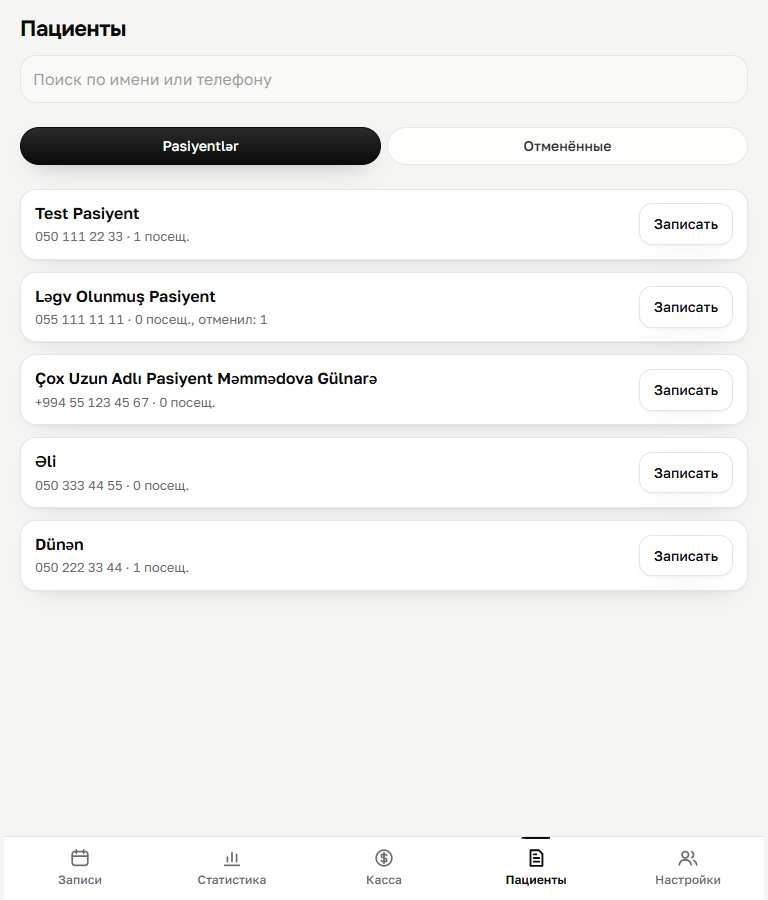 Пациенты
Поиск по имени или телефону
Pasiyentlər
Отменённые
Test Pasiyent
050 111 22 33 · 1 посещ.
Записать
Ləgv Olunmuş Pasiyent
055 111 11 11 · 0 посещ., отменил: 1
Записать
Çox Uzun Adlı Pasiyent Məmmədova Gülnarə
+994 55 123 45 67 · 0 посещ.
Записать
Əli
050 333 44 55 · 0 посещ.
Записать
Dünən
050 222 33 44 · 1 посещ.
Записать
Записи
Статистика
Касса
Пациенты
Настройки